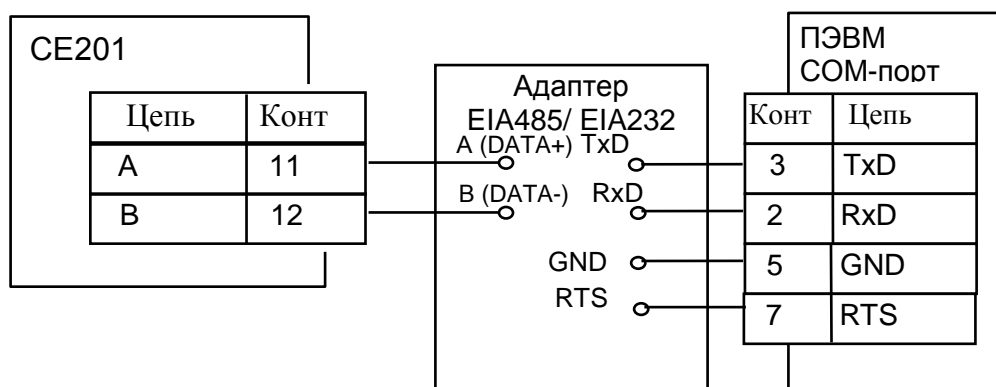 CE201
Цепь Конт
A 11
B 12
Адаптер
EIA485/ EIA232
A (DATA+) TxD
B (DATA-) RxD
GND
RTS
ПЭВМ
COM-порт
Конт Цепь
3 TxD
2 RxD
5 GND
7 RTS